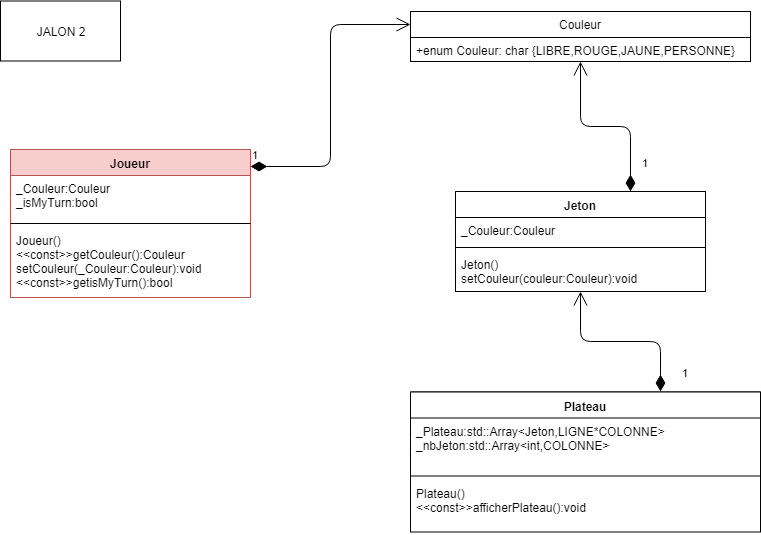 JALON 2
Couleur
+enum Couleur: char {LIBRE,ROUGE,JAUNE,PERSONNE}
1
Joueur
_Couleur:Couleur
_isMyTurn:bool
Joueur()
<<const>>getCouleur():Couleur
setCouleur(_Couleur:Couleur):void
<<const>>getisMyTurn():bool
1
Jeton
_Couleur:Couleur
Jeton()
setCouleur(couleur:Couleur):void
1
Plateau
_Plateau:std::Array<Jeton,LIGNE*COLONNE>
_nbJeton:std::Array<int,COLONNE>
Plateau()
<<const>>afficherPlateau():void